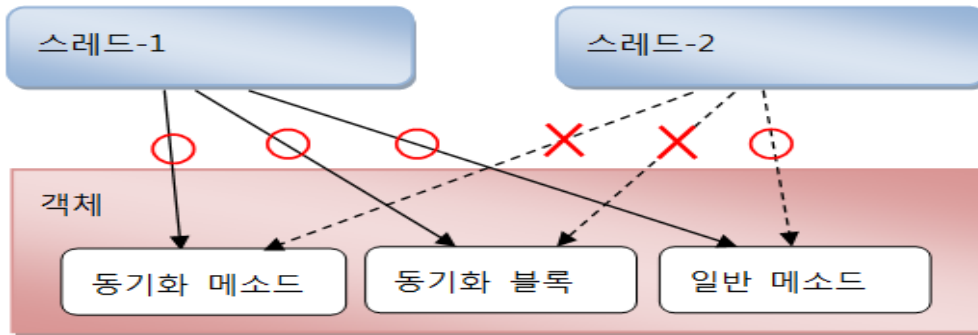 스레드-1
스레드-2
객체
동기화 메소드
동기화 블록
일반 메소드